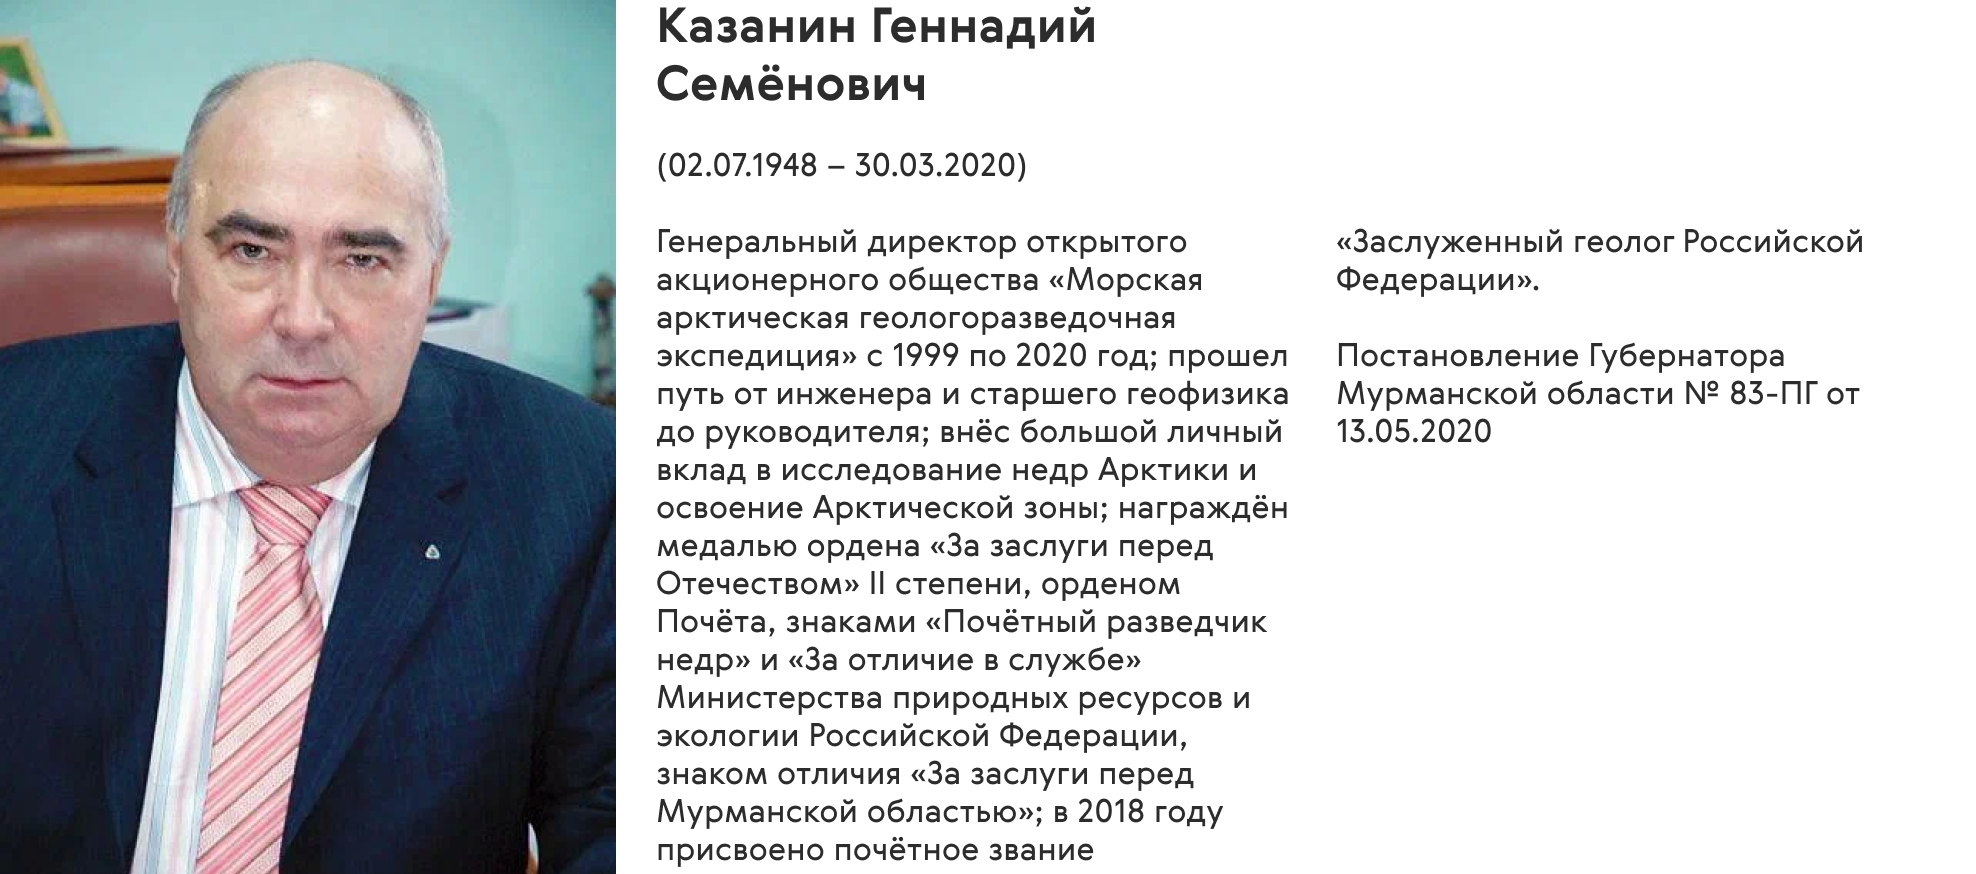 Казанин Геннадий
Семёнович
(02.07.1948 – 30.03.2020)
Генеральный директор открытого
акционерного общества «Морская
арктическая геологоразведочная
экспедиция» с 1999 по 2020 год; прошел
путь от инженера и старшего геофизика
до руководителя; внёс большой личный
вклад в исследование недр Арктики и
освоение Арктической зоны; награждён
медалью ордена «За заслуги перед
Отечеством» II степени, орденом
Почёта, знаками «Почётный разведчик
недр» и «За отличие в службе»
Министерства природных ресурсов и
экологии Российской Федерации,
знаком отличия «За заслуги перед
Мурманской областью»; в 2018 году
присвоено почётное звание
«Заслуженный геолог Российской
Федерации».
Постановление Губернатора
Мурманской области № 83-ПГ от
13.05.2020